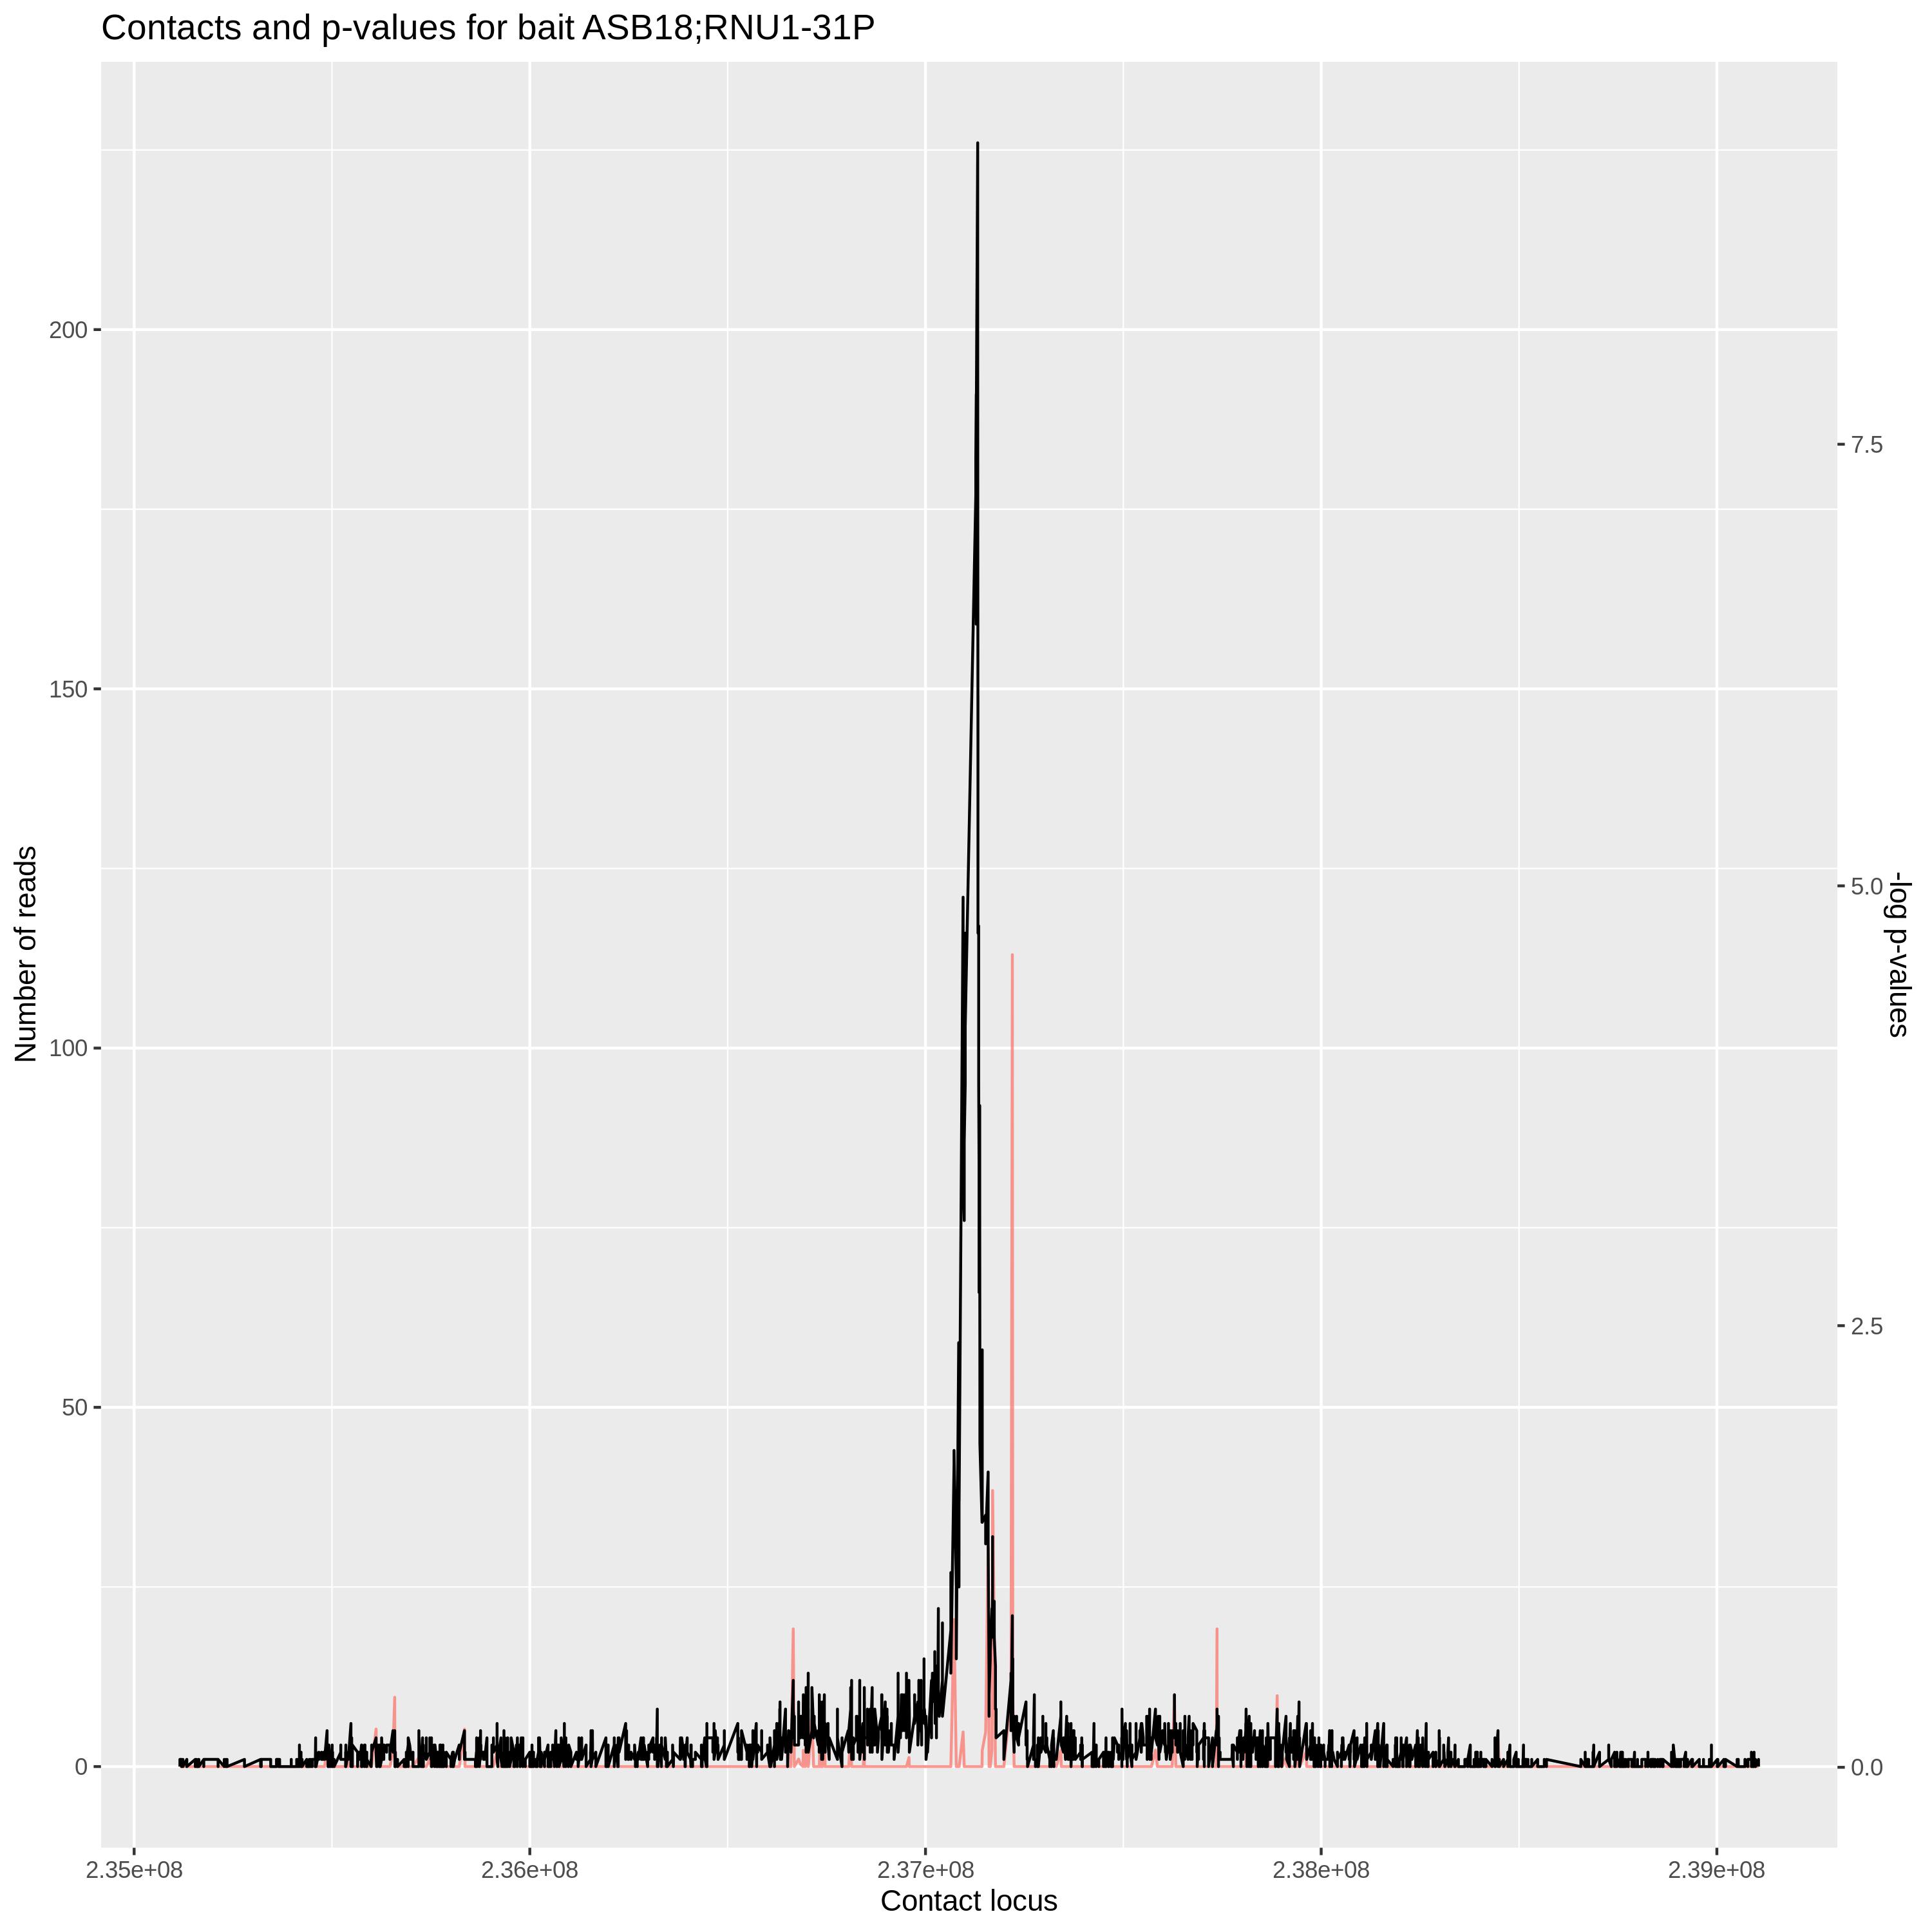 Contacts and p-values for bait ASB18;RNU1-31P
200
150
100
50
0
Number of reads
7.5
5.0
2.5
0.0
-log p-values
2.35e+08
2.36e+08
2.37e+08
2.38e+08
2.39e+08
Contact locus